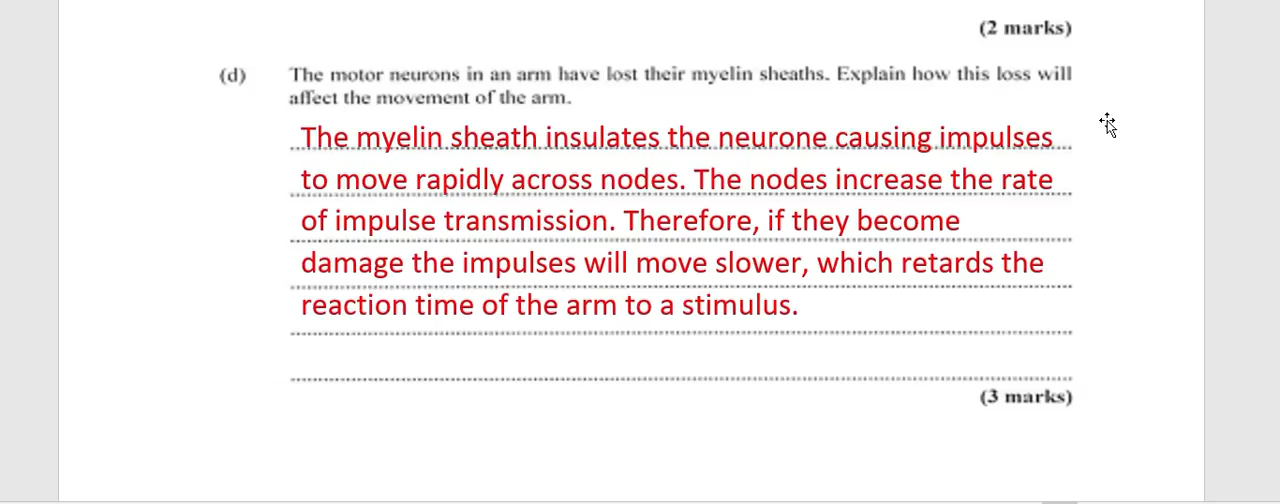 (2 marks)
(d) The motor neurons in an arm have lost their myelin sheaths. Explain how this loss will
affect the movement of the arm.
The myelin sheath insulates the neurone causing impulses
to move rapidly across nodes. The nodes increase the rate
of impulse transmission. Therefore, if they become
damage the impulses will move slower, which retards the
reaction time of the arm to a stimulus.
(3 marks)